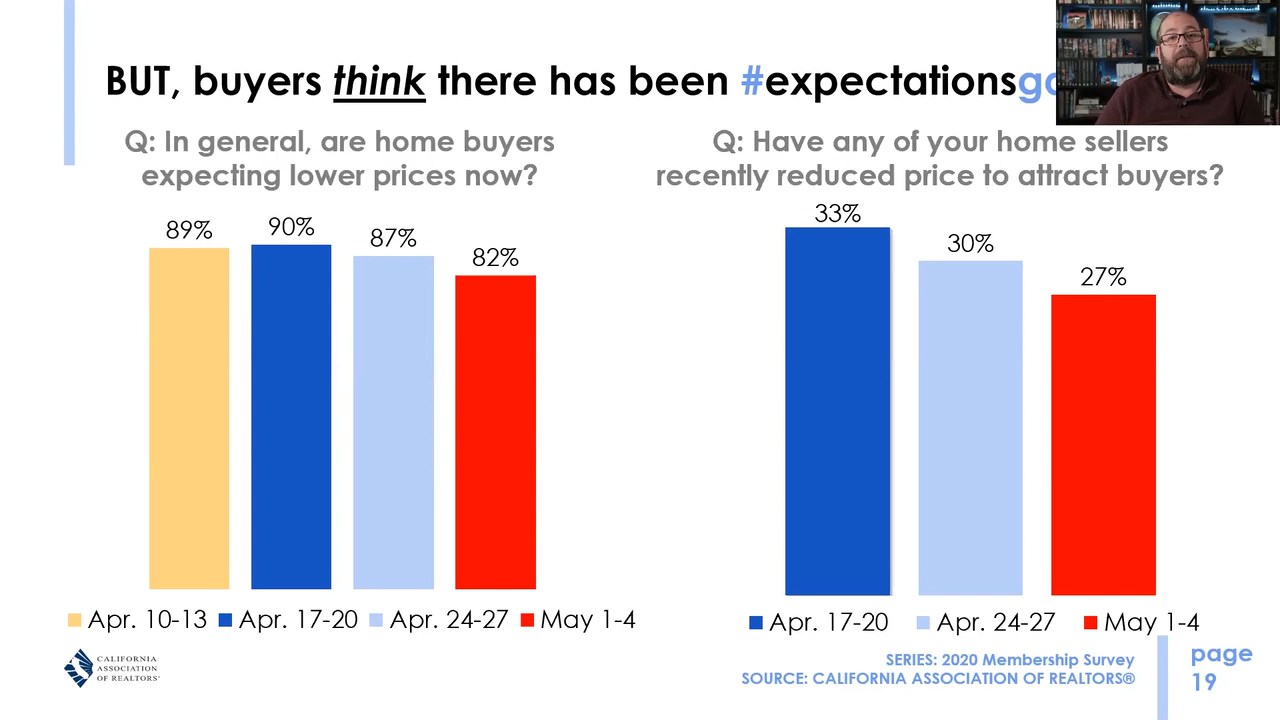 BUT, buyers think there has been #expectations
Q: In general, are home buyers
expecting lower prices now?
Q: Have any of your home sellers
recently reduced price to attract buyers?
89%
90%
87%
82%
33%
30%
27%
Apr. 10-13
Apr. 17-20
Apr. 24-27
May 1-4
Apr. 17-20
Apr. 24-27
May 1-4
CALIFORNIA
ASSOCIATION
OF REALTORS®
SERIES: 2020 Membership Survey
SOURCE: CALIFORNIA ASSOCIATION OF REALTORS®
page
19